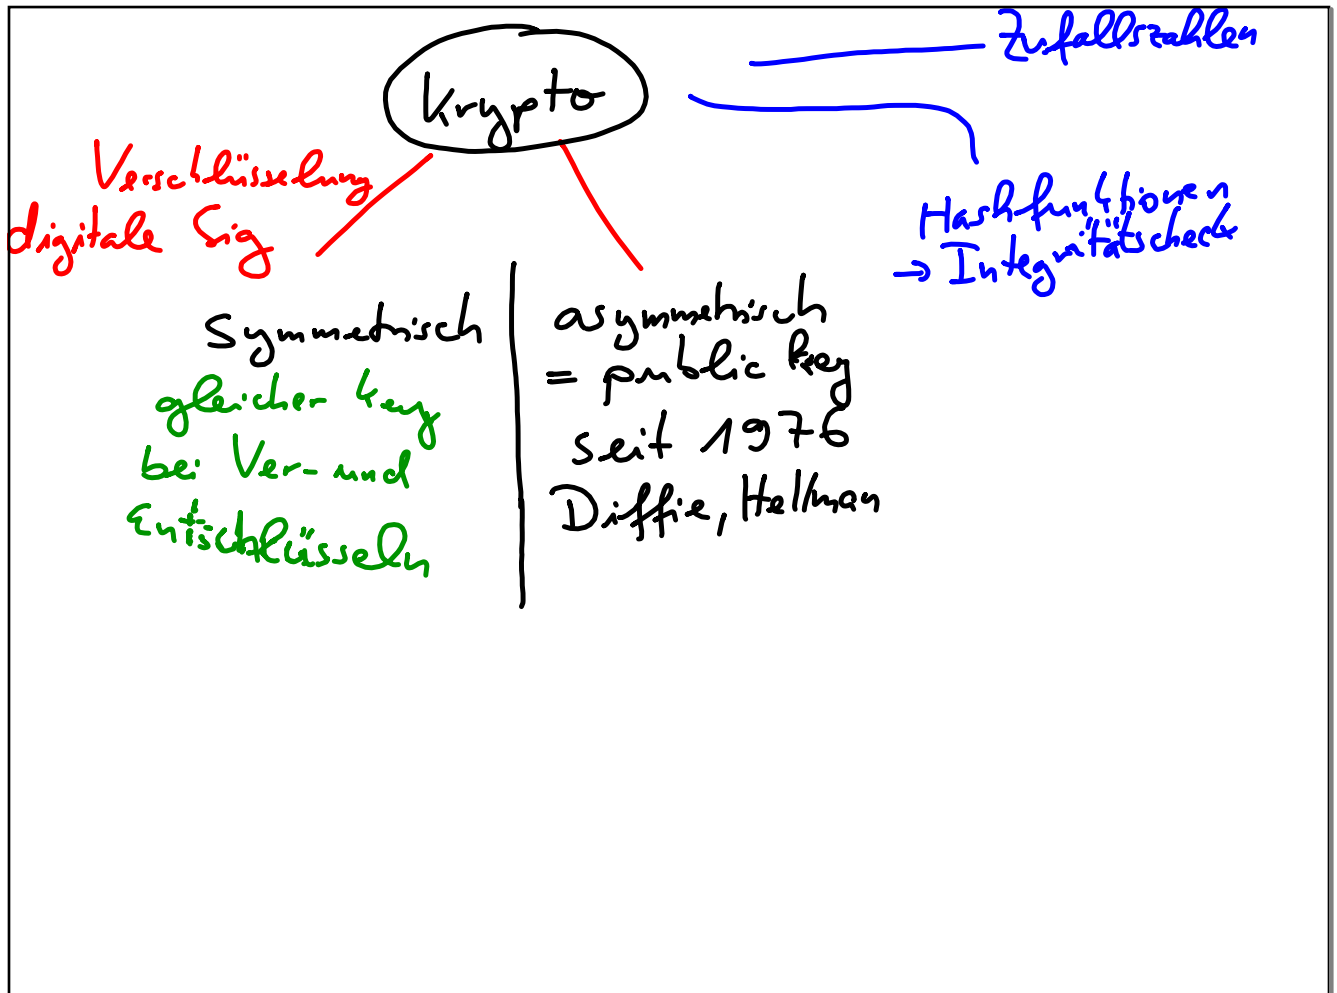 Krypto
Zufallszahlen
Hashfunktionen
→ Integritätscheck
Verschlüsselung
digitale Sig
Symmetrisch
gleicher key
bei Ver- und
Entschlüsseln
asymmetrisch
= public key
seit 1976
Diffie, Hellman